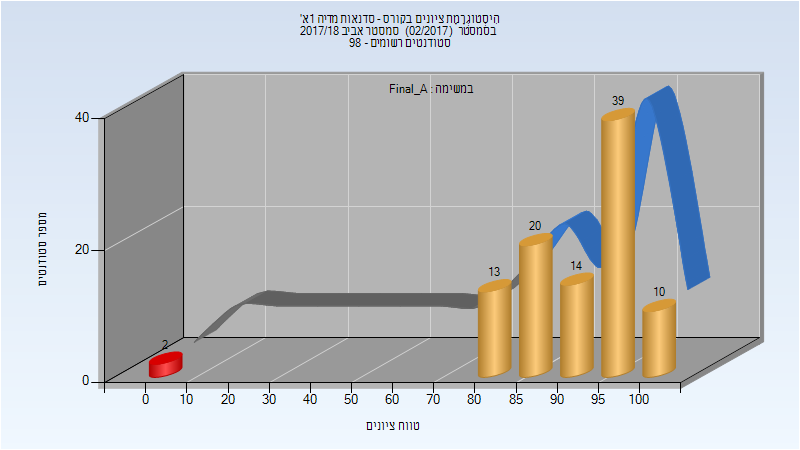 היסטוגרמת ציונים בקורס - סדנאות מדיה 1א'
בסמסטר (02/2017) סמסטר אביב 2017/18
סטודנטים רשומים - 98
במשימה : Final_A
מספר סטודנטים
40
20
0
2
13
20
14
39
10
0 10 20 30 40 50 60 70 80 85 90 95 100
טווח ציונים